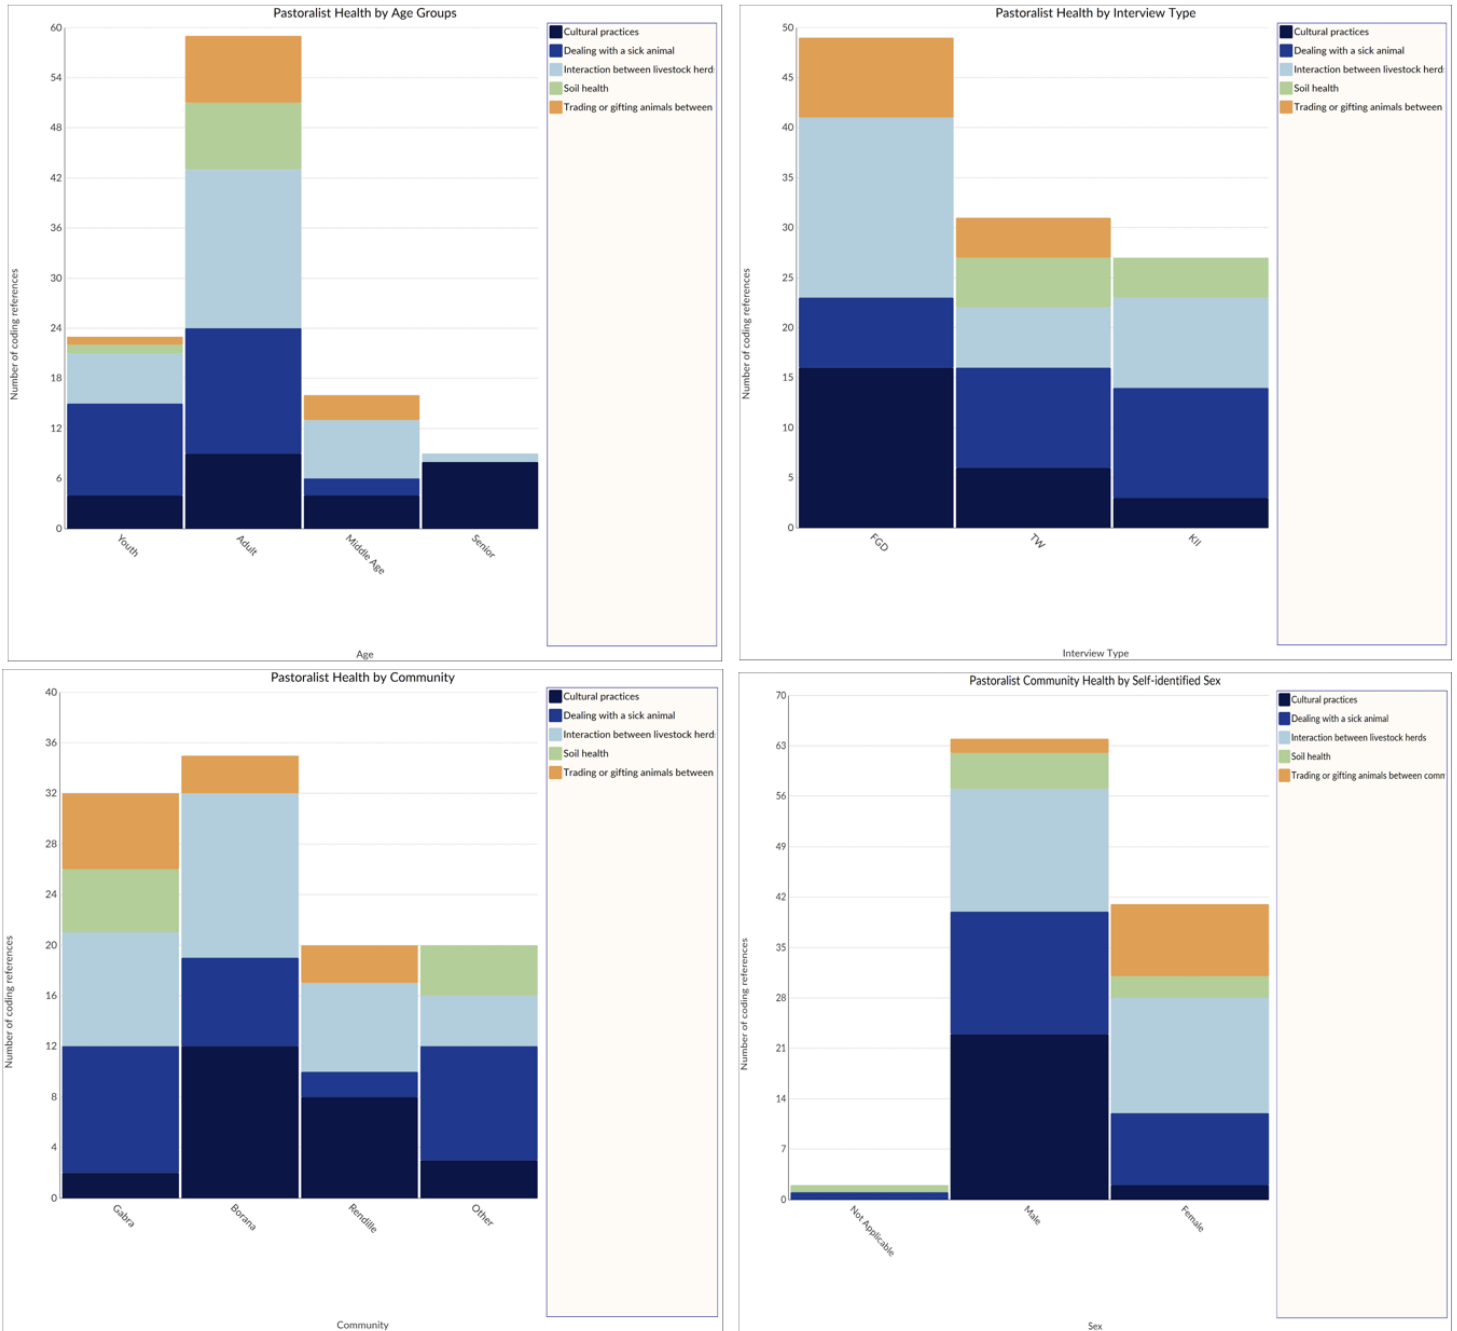 Pastoralist Health by Age Groups
60
54
48
42
36
30
24
18
12
6
0
Number of coding references
Youth
Adult
Middle Age
Senior
Age
Cultural practices
Dealing with a sick animal
Interaction between livestock herd
Soil health
Trading or gifting animals between
Pastoralist Health by Interview Type
50
45
40
35
30
25
20
15
10
5
0
Number of coding references
FGD
TW
KII
Interview Type
Cultural practices
Dealing with a sick animal
Interaction between livestock herd
Soil health
Trading or gifting animals between
Pastoralist Health by Community
40
36
32
28
24
20
16
12
8
4
0
Number of coding references
Gabra
Borana
Rendille
Other
Community
Cultural practices
Dealing with a sick animal
Interaction between livestock herd
Soil health
Trading or gifting animals between
Pastoralist Community Health by Self-identified Sex
70
63
56
49
42
35
28
21
14
7
0
Number of coding references
Not Applicable
Male
Female
Sex
Cultural practices
Dealing with a sick animal
Interaction between livestock herds
Soil health
Trading or gifting animals between comm